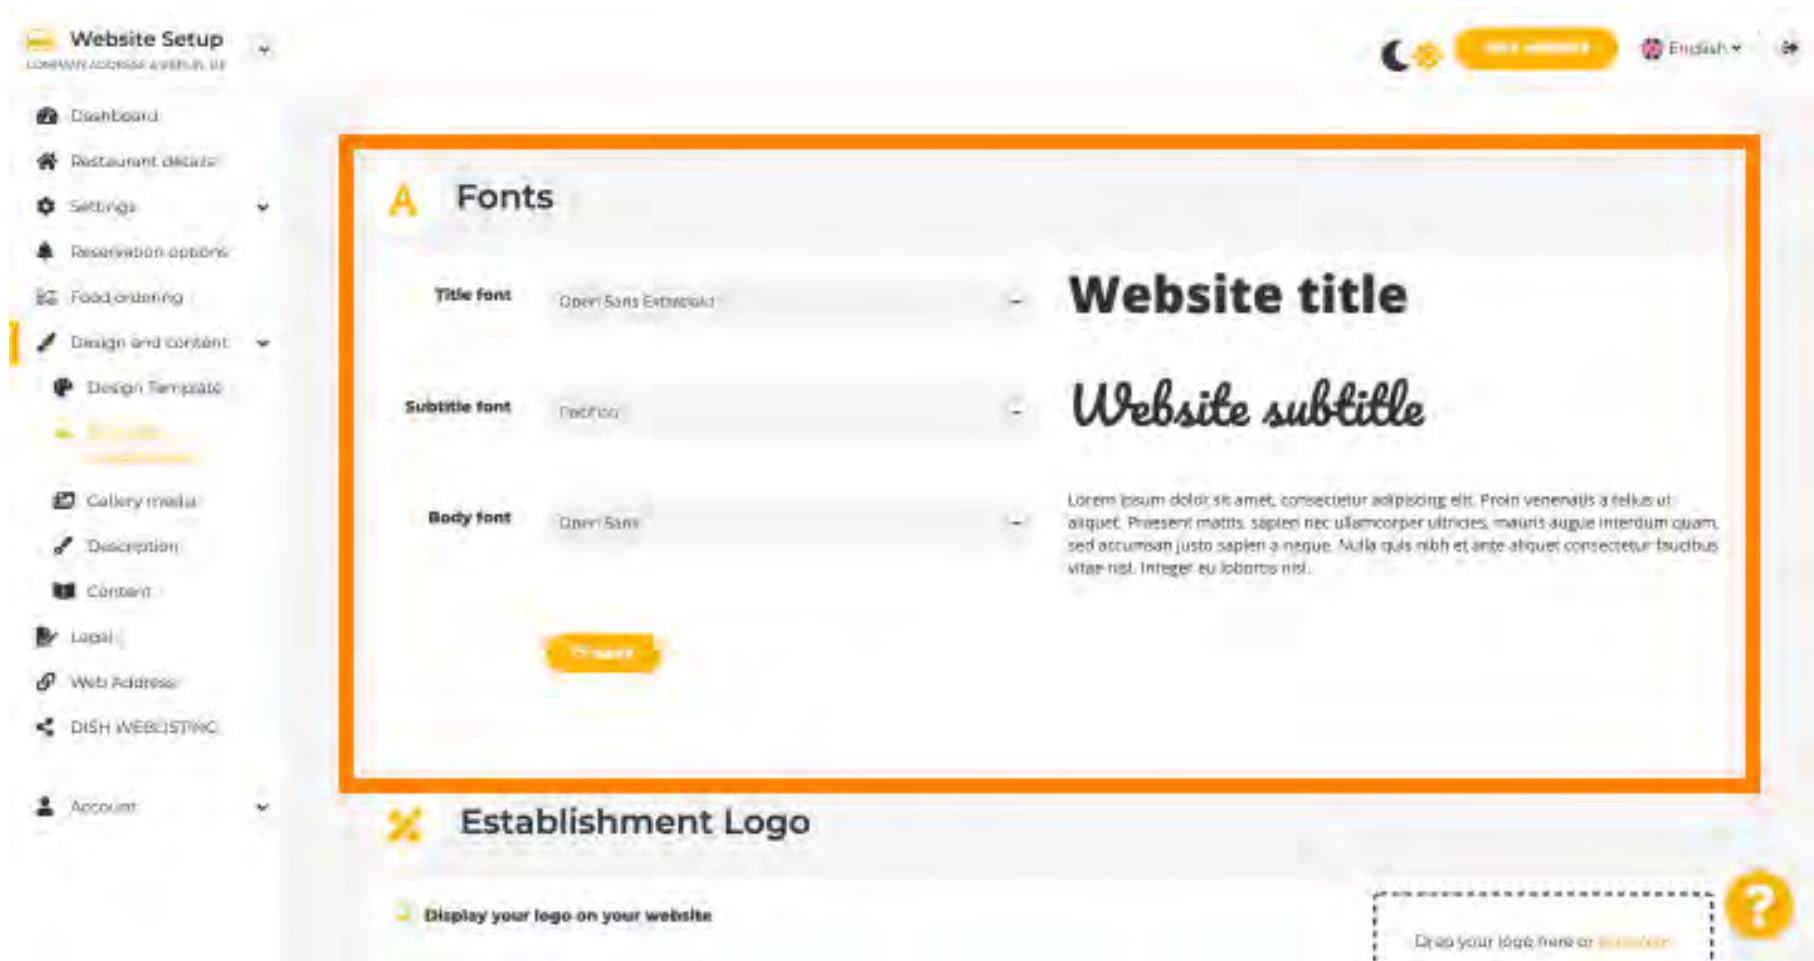 Website Setup
English
Dashboard
Restaurant details
Settings
Reservation options
Food ordering
Design and content
Design Template
Gallery media
Description
Content
Legal
Web Address
DISH WEBLISTING
Account
Fonts
Title font
Open Sans Extrabold
Website title
Subtitle font
Pacifico
Website subtitle
Body font
Open Sans
Lorem ipsum dolor sit amet, consectetur adipiscing elit. Proin venenatis a tellus ut
aliquet. Praesent mattis, sapien nec ullamcorper ultricies, mauris augue interdum quam,
sed accumsan justo sapien a neque. Nulla quis nibh et ante aliquet consectetur faucibus
vitae nisl. Integer eu lobortis nisl.
Establishment Logo
Display your logo on your website
Drop your logo here or
?